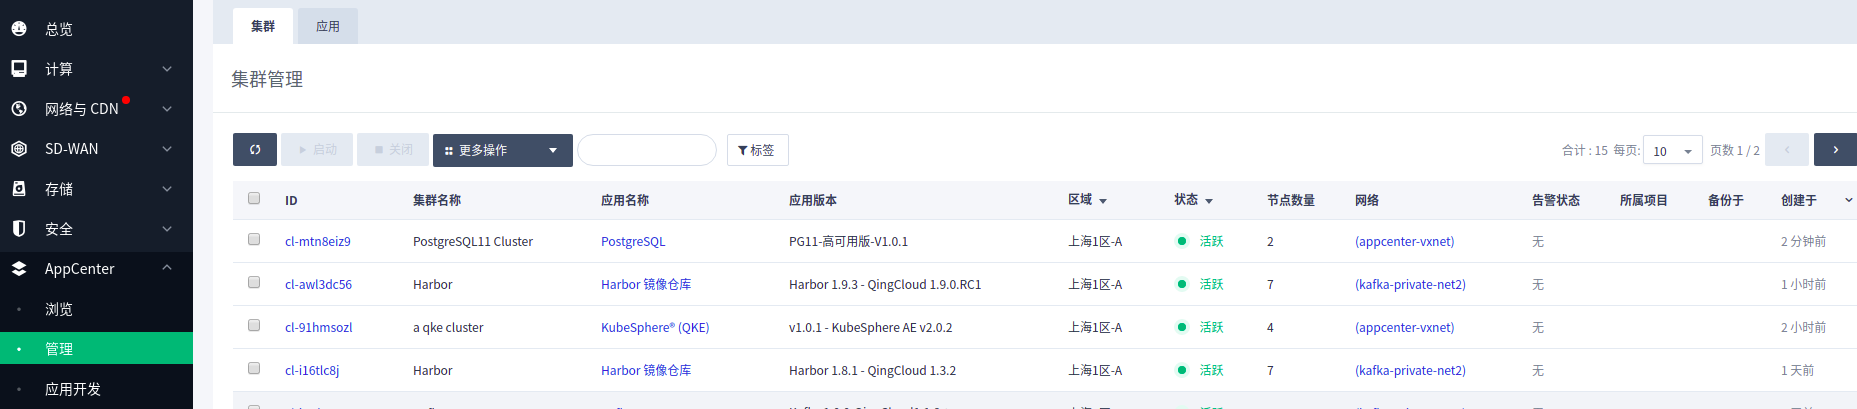 总览
计算
网络与 CDN
SD-WAN
存储
安全
AppCenter
浏览
管理
应用开发
集群 应用
集群管理
启动 关闭 更多操作 标签 合计 : 15 每页: 10 页数 1 / 2
ID 集群名称 应用名称 应用版本 区域 状态 节点数量 网络 告警状态 所属项目 备份于 创建于
cl-mtn8eiz9 PostgreSQL11 Cluster PostgreSQL PG11-高可用版-V1.0.1 上海1区-A 活跃 2 (appcenter-vxnet) 无 2 分钟前
cl-awl3dc56 Harbor Harbor 镜像仓库 Harbor 1.9.3 - QingCloud 1.9.0.RC1 上海1区-A 活跃 7 (kafka-private-net2) 无 1 小时前
cl-91hmsozl a qke cluster KubeSphere® (QKE) v1.0.1 - KubeSphere AE v2.0.2 上海1区-A 活跃 4 (appcenter-vxnet) 无 2 小时前
cl-i16tlc8j Harbor Harbor 镜像仓库 Harbor 1.8.1 - QingCloud 1.3.2 上海1区-A 活跃 7 (kafka-private-net2) 无 1 天前